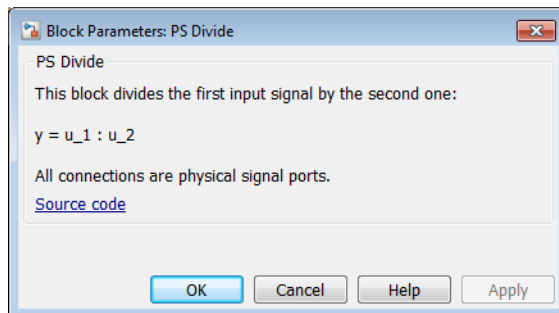 Block Parameters: PS Divide
PS Divide
This block divides the first input signal by the second one:
y = u_1 : u_2
All connections are physical signal ports.
Source code
OK Cancel Help Apply